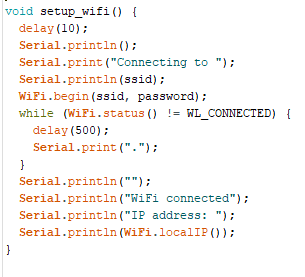 void setup_wifi() {
  delay(10);
  Serial.println();
  Serial.print("Connecting to ");
  Serial.println(ssid);
  WiFi.begin(ssid, password);
  while (WiFi.status() != WL_CONNECTED) {
    delay(500);
    Serial.print(".");
  }
  Serial.println("");
  Serial.println("WiFi connected");
  Serial.println("IP address: ");
  Serial.println(WiFi.localIP());
}